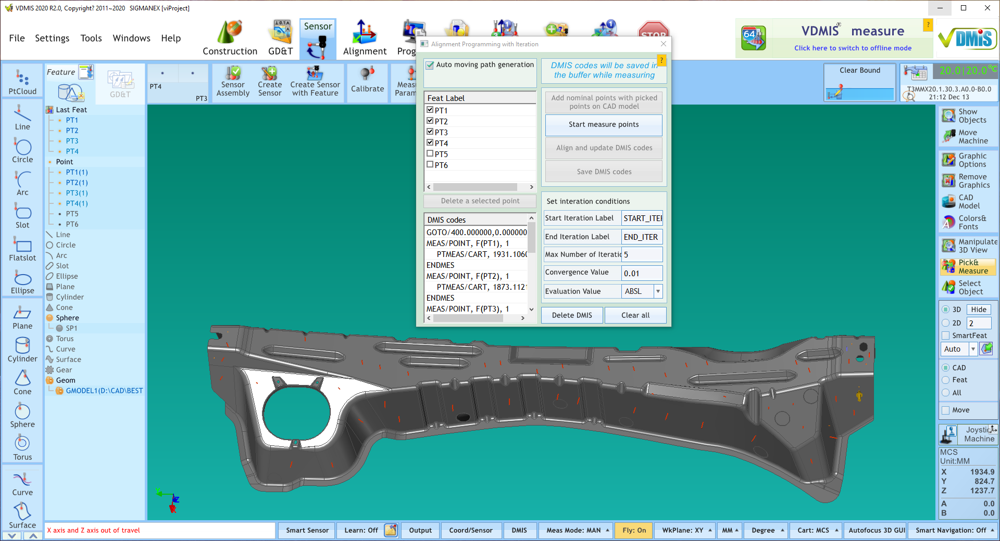 VDMIS 2020 R2.0, Copyright? 2011~2020   SIGMANEX [viProject]
File Settings Tools Windows Help
Construction
GD&T
Sensor
Alignment
STOP
64
VDMIS® measure
Click here to switch to offline mode
?
DMIS
PtCloud
Line
Circle
Arc
Slot
Flatslot
Ellipse
Plane
Cylinder
Cone
Sphere
Torus
Curve
Surface
Feature
GD&T
Last Feat
PT1
PT2
PT3
PT4
Point
PT1(1)
PT2(1)
PT3(1)
PT4(1)
PT5
PT6
Line
Circle
Arc
Slot
Ellipse
Plane
Cylinder
Cone
Sphere
SP1
Torus
Curve
Surface
Gear
Geom
GMODEL1(D:\CAD\BEST
PT4
PT3
Sensor
Assembly
Create
Sensor
Create Sensor
with Feature
Calibrate
Clear Bound
20.0|20.0°C
T3MMX20.1.30.3.A0.0-B0.0
21:12 Dec 13
Alignment Programming with Iteration
Auto moving path generation
DMIS codes will be saved in
the buffer while measuring
?
Feat Label
PT1
PT2
PT3
PT4
PT5
PT6
Delete a selected point
DMIS codes
GOTO/400.000000,0.000000
MEAS/POINT, F(PT1), 1
PTMEAS/CART, 1931.1060
ENDMES
MEAS/POINT, F(PT2), 1
PTMEAS/CART, 1873.1121
ENDMES
MEAS/POINT, F(PT3), 1
Add nominal points with picked
points on CAD model
Start measure points
Align and update DMIS codes
Save DMIS codes
Set interation conditions
Start Iteration Label START_ITER
End Iteration Label END_ITER
Max Number of Iteratio 5
Convergence Value 0.01
Evaluation Value ABSL
Delete DMIS Clear all
Show
Objects
Move
Machine
Graphic
Options
Remove
Graphics
CAD
Model
Colors&
Fonts
Manipulate
3D View
Pick&
Measure
Select
Object
3D Hide
2D 2
SmartFeat
Auto
CAD
Feat
All
Move
Joystic
Machine
MCS
Unit:MM
X 1934.9
Y 824.7
Z 1237.7
A 0.0
B 0.0
Y
Z
X axis and Z axis out of travel
Smart Sensor
Learn: Off
Output
Coord/Sensor
DMIS
Meas Mode: MAN
Fly: On
WkPlane: XY
MM
Degree
Cart: MCS
Autofocus 3D GUI
Smart Navigation: Off